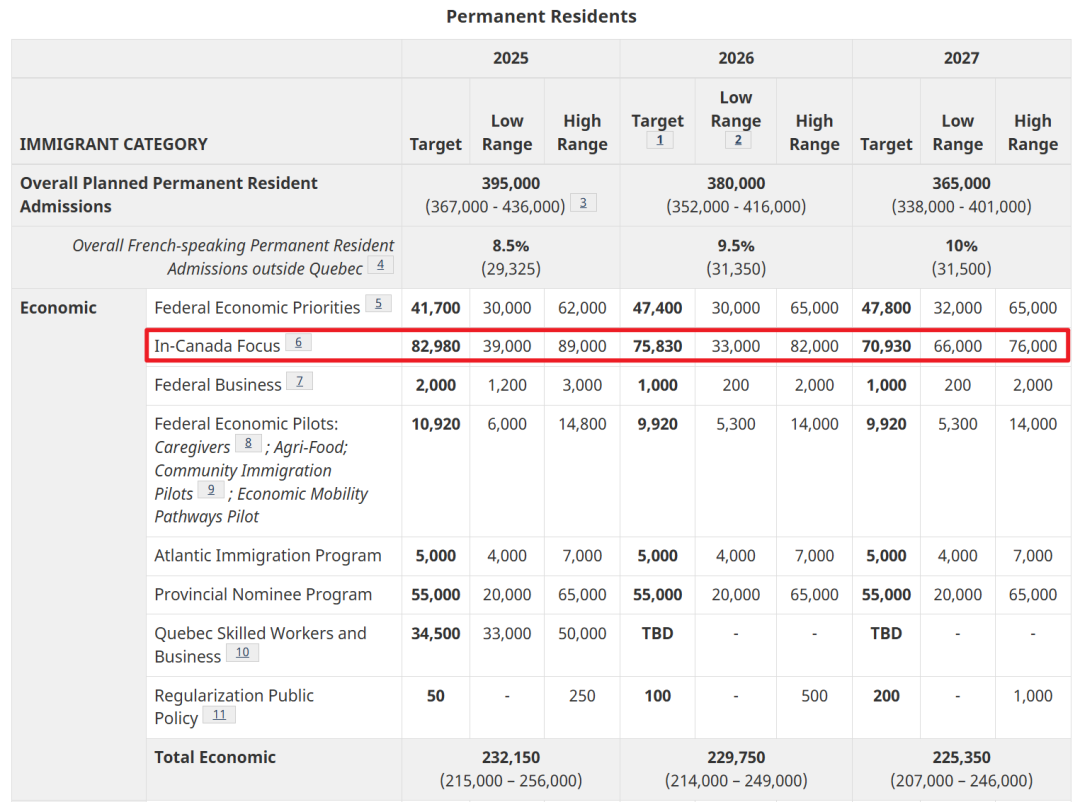 Permanent Residents
2025 2026 2027
IMMIGRANT CATEGORY Target Low Range High Range Target 1 Low Range 2 High Range Target Low Range High Range
Overall Planned Permanent Resident Admissions 395,000 (367,000 - 436,000) 3 380,000 (352,000 - 416,000) 365,000 (338,000 - 401,000)
Overall French-speaking Permanent Resident Admissions outside Quebec 4 8.5% (29,325) 9.5% (31,350) 10% (31,500)
Economic Federal Economic Priorities 5 41,700 30,000 62,000 47,400 30,000 65,000 47,800 32,000 65,000
In-Canada Focus 6 82,980 39,000 89,000 75,830 33,000 82,000 70,930 66,000 76,000
Federal Business 7 2,000 1,200 3,000 1,000 200 2,000 1,000 200 2,000
Federal Economic Pilots: 10,920 6,000 14,800 9,920 5,300 14,000 9,920 5,300 14,000
Caregivers 8 ; Agri-Food;
Community Immigration
Pilots 9 ; Economic Mobility
Pathways Pilot
Atlantic Immigration Program 5,000 4,000 7,000 5,000 4,000 7,000 5,000 4,000 7,000
Provincial Nominee Program 55,000 20,000 65,000 55,000 20,000 65,000 55,000 20,000 65,000
Quebec Skilled Workers and 34,500 33,000 50,000 TBD - - TBD - -
Business 10
Regularization Public 50 - 250 100 - 500 200 - 1,000
Policy 11
Total Economic 232,150 229,750 225,350
(215,000 – 256,000) (214,000 – 249,000) (207,000 – 246,000)